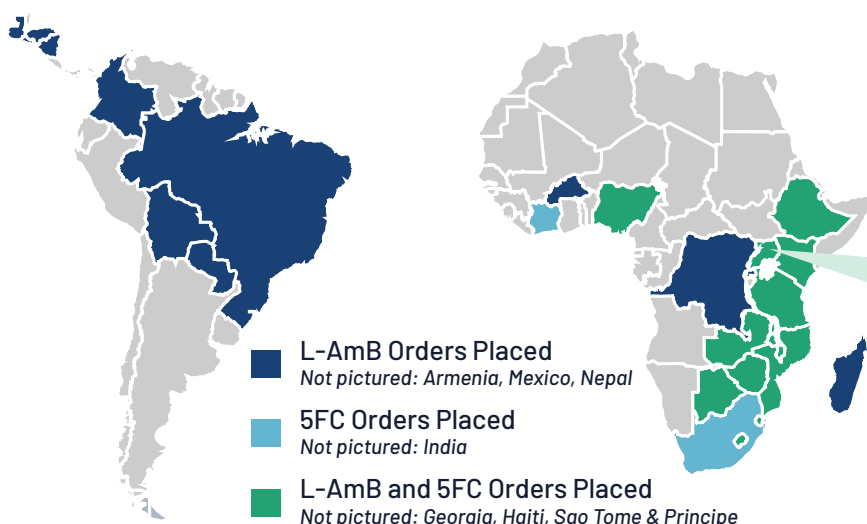 L-AmB Orders Placed
Not pictured: Armenia, Mexico, Nepal
5FC Orders Placed
Not pictured: India
L-AmB and 5FC Orders Placed
Not pictured: Georgia, Haiti, Sao Tome & Principe